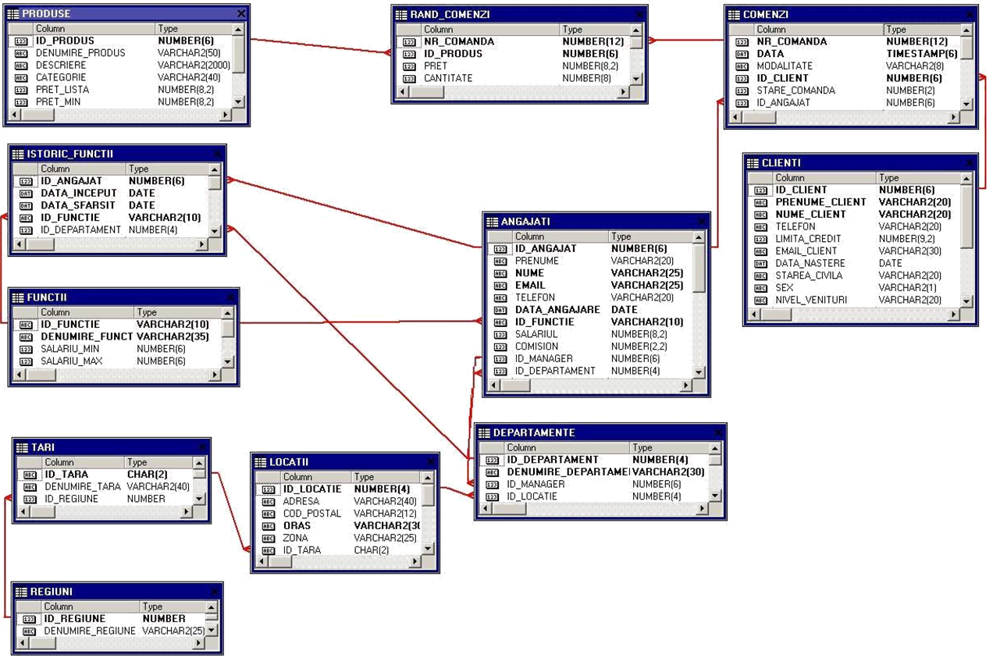 PRODUSE
Column Type
ID_PRODUS NUMBER(6)
DENUMIRE_PRODUS VARCHAR2(50)
DESCRIERE VARCHAR2(2000)
CATEGORIE VARCHAR2(40)
PRET_LISTA NUMBER(8,2)
PRET_MIN NUMBER(8,2)
RAND_COMENZI
Column Type
NR_COMANDA NUMBER(12)
ID_PRODUS NUMBER(6)
PRET NUMBER(8,2)
CANTITATE NUMBER(8)
COMENZI
Column Type
NR_COMANDA NUMBER(12)
DATA TIMESTAMP(6)
MODALITATE VARCHAR2(8)
ID_CLIENT NUMBER(6)
STARE_COMANDA NUMBER(2)
ID_ANGAJAT NUMBER(6)
ISTORIC_FUNCTII
Column Type
ID_ANGAJAT NUMBER(6)
DATA_INCEPUT DATE
DATA_SFARSIT DATE
ID_FUNCTIE VARCHAR2(10)
ID_DEPARTAMENT NUMBER(4)
CLIENTI
Column Type
ID_CLIENT NUMBER(6)
PRENUME_CLIENT VARCHAR2(20)
NUME_CLIENT VARCHAR2(20)
TELEFON VARCHAR2(20)
LIMITA_CREDIT NUMBER(9,2)
EMAIL_CLIENT VARCHAR2(30)
DATA_NASTERE DATE
STAREA_CIVILA VARCHAR2(20)
SEX VARCHAR2(1)
NIVEL_VENITURI VARCHAR2(20)
ANGAJATI
Column Type
ID_ANGAJAT NUMBER(6)
PRENUME VARCHAR2(20)
NUME VARCHAR2(25)
EMAIL VARCHAR2(25)
TELEFON VARCHAR2(20)
DATA_ANGAJARE DATE
ID_FUNCTIE VARCHAR2(10)
SALARIUL NUMBER(8,2)
COMISION NUMBER(2,2)
ID_MANAGER NUMBER(6)
ID_DEPARTAMENT NUMBER(4)
FUNCTII
Column Type
ID_FUNCTIE VARCHAR2(10)
DENUMIRE_FUNCT VARCHAR2(35)
SALARIU_MIN NUMBER(6)
SALARIU_MAX NUMBER(6)
DEPARTAMENTE
Column Type
ID_DEPARTAMENT NUMBER(4)
DENUMIRE_DEPARTAME VARCHAR2(30)
ID_MANAGER NUMBER(6)
ID_LOCATIE NUMBER(4)
TARI
Column Type
ID_TARA CHAR(2)
DENUMIRE_TARA VARCHAR2(40)
ID_REGIUNE NUMBER
LOCATII
Column Type
ID_LOCATIE NUMBER(4)
ADRESA VARCHAR2(40)
COD_POSTAL VARCHAR2(12)
ORAS VARCHAR2(30
ZONA VARCHAR2(25)
ID_TARA CHAR(2)
REGIUNI
Column Type
ID_REGIUNE NUMBER
DENUMIRE_REGIUNE VARCHAR2(25)